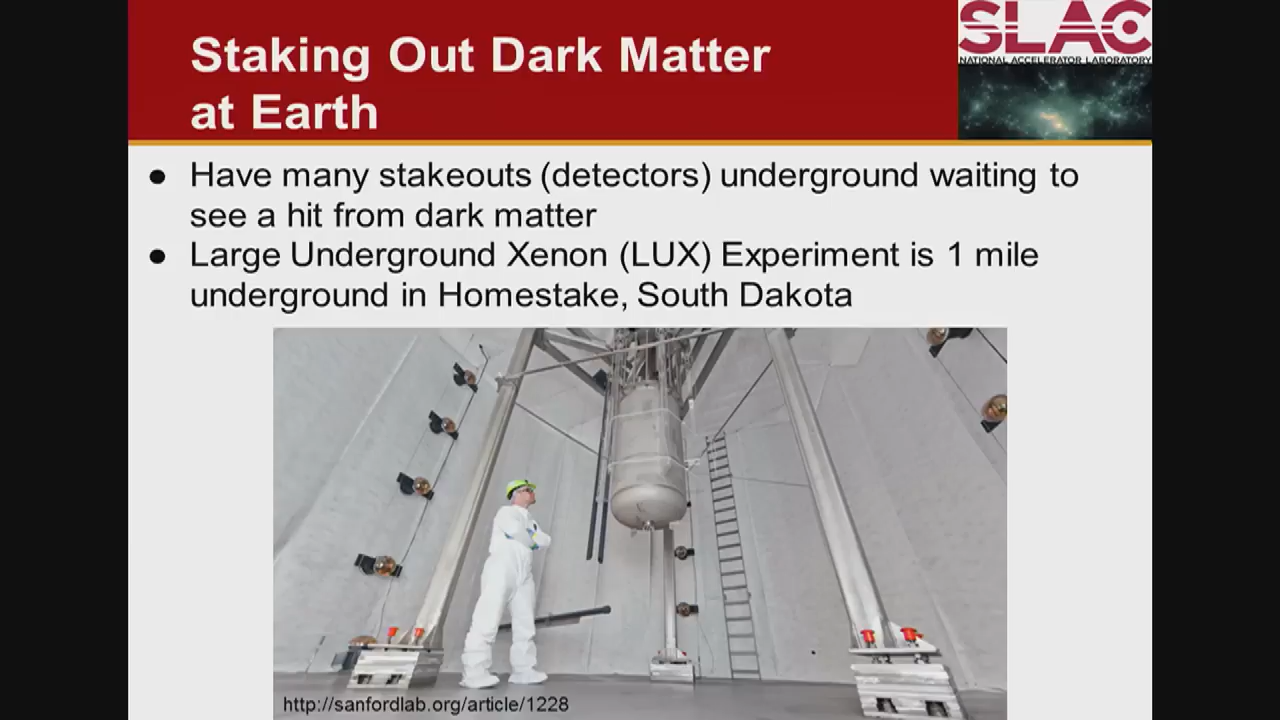 Staking Out Dark Matter
at Earth
SLAC
NATIONAL ACCELERATOR LABORATORY
● Have many stakeouts (detectors) underground waiting to
see a hit from dark matter
● Large Underground Xenon (LUX) Experiment is 1 mile
underground in Homestake, South Dakota
http://sanfordlab.org/article/1228